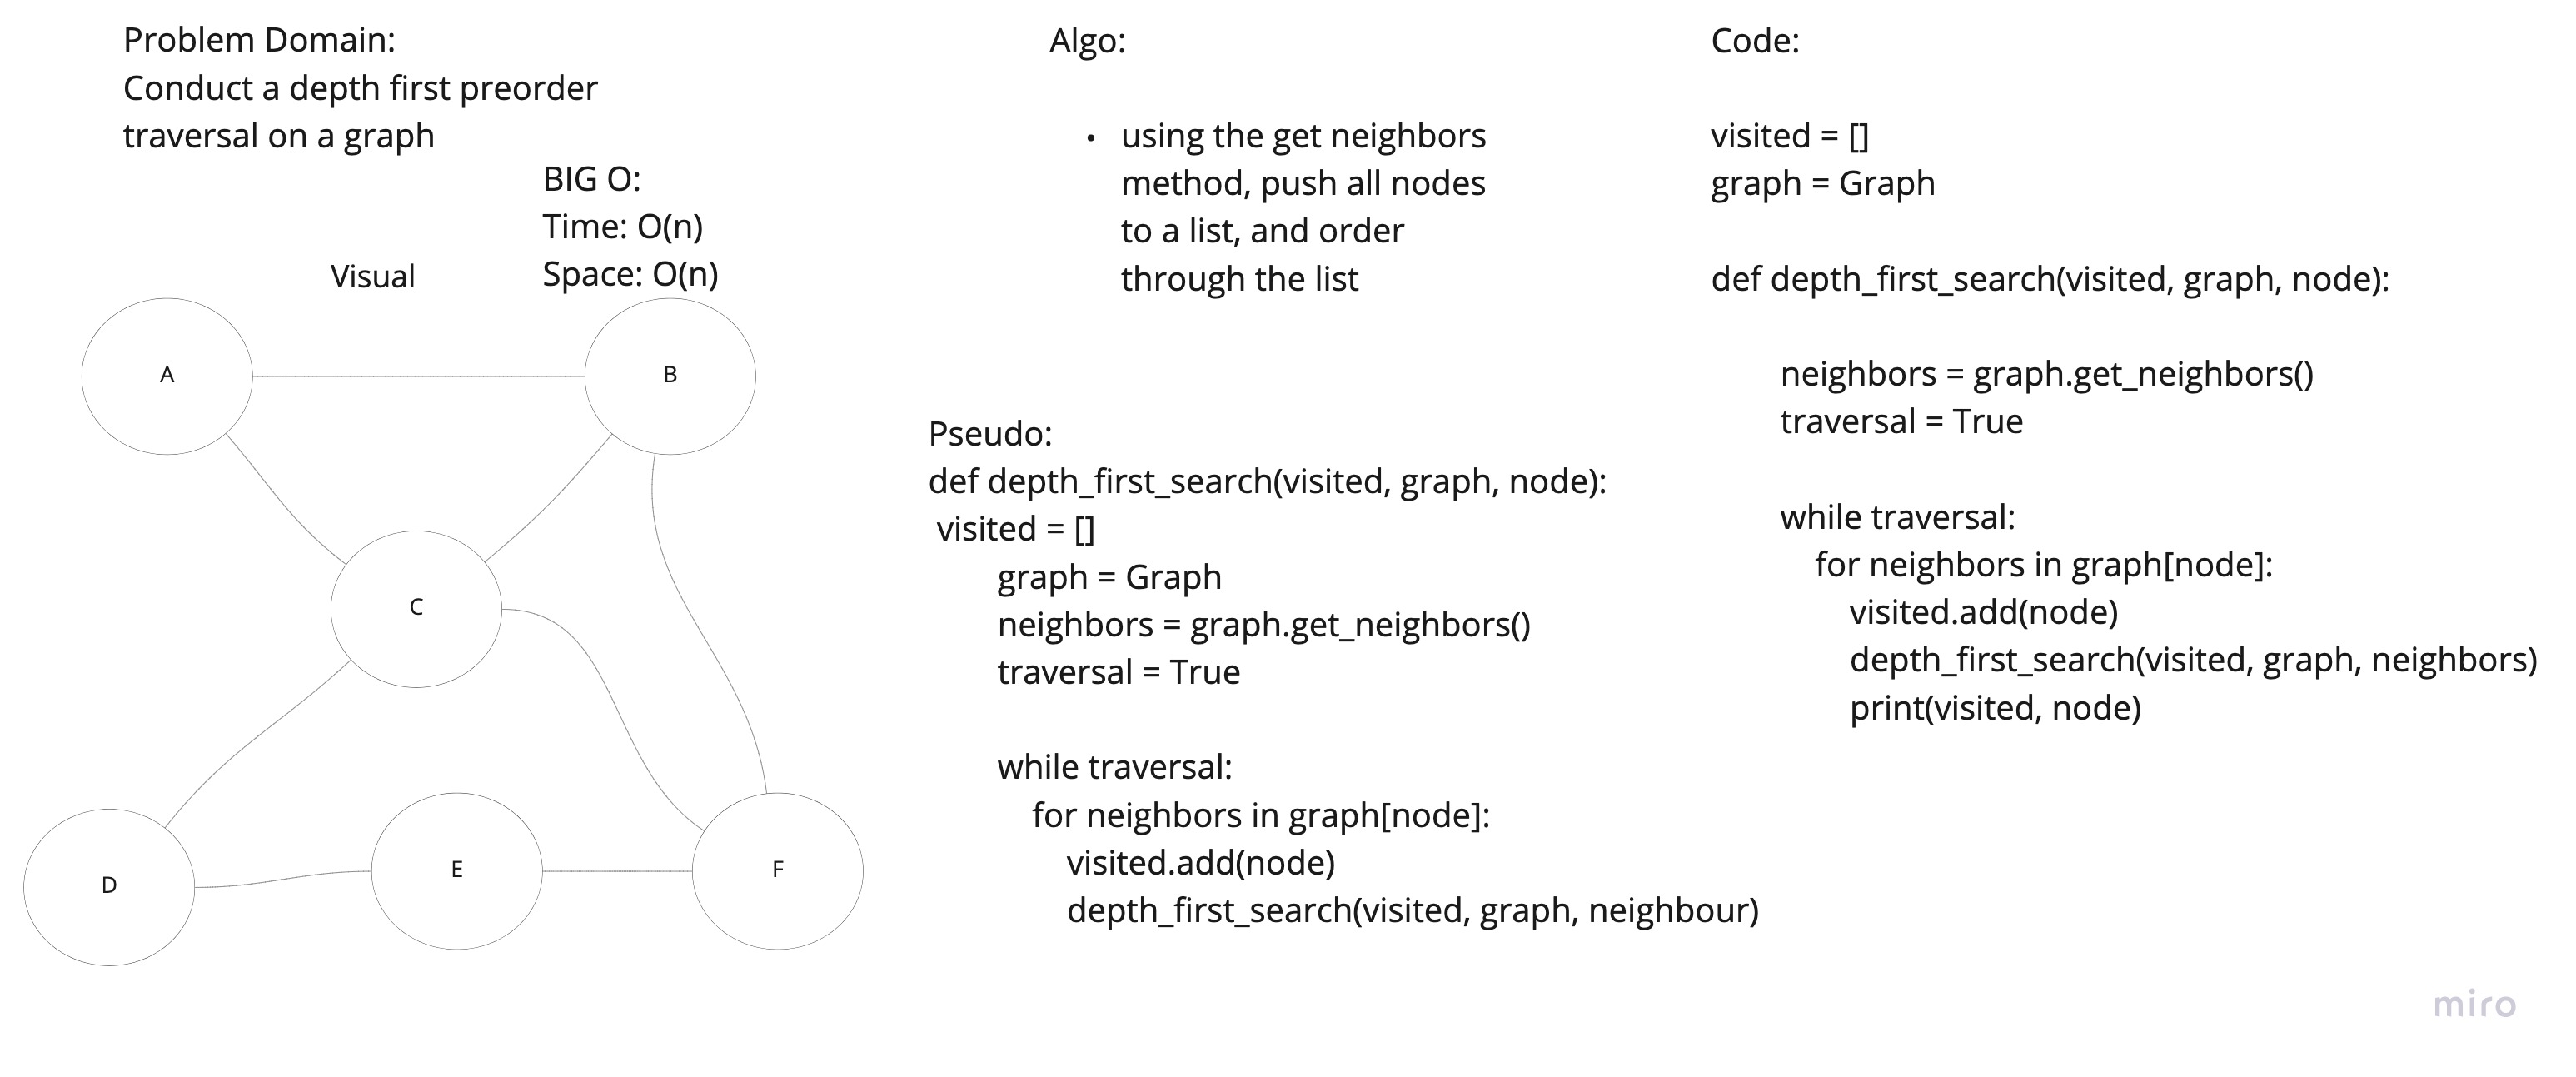 Problem Domain:
Conduct a depth first preorder
traversal on a graph
BIG O:
Time: O(n)
Space: O(n)
Visual
A
B
C
D
E
F
Algo:
• using the get neighbors
method, push all nodes
to a list, and order
through the list
Pseudo:
def depth_first_search(visited, graph, node):
visited = []
graph = Graph
neighbors = graph.get_neighbors()
traversal = True
while traversal:
for neighbors in graph[node]:
visited.add(node)
depth_first_search(visited, graph, neighbour)
Code:
visited = []
graph = Graph
def depth_first_search(visited, graph, node):
neighbors = graph.get_neighbors()
traversal = True
while traversal:
for neighbors in graph[node]:
visited.add(node)
depth_first_search(visited, graph, neighbors)
print(visited, node)
miro